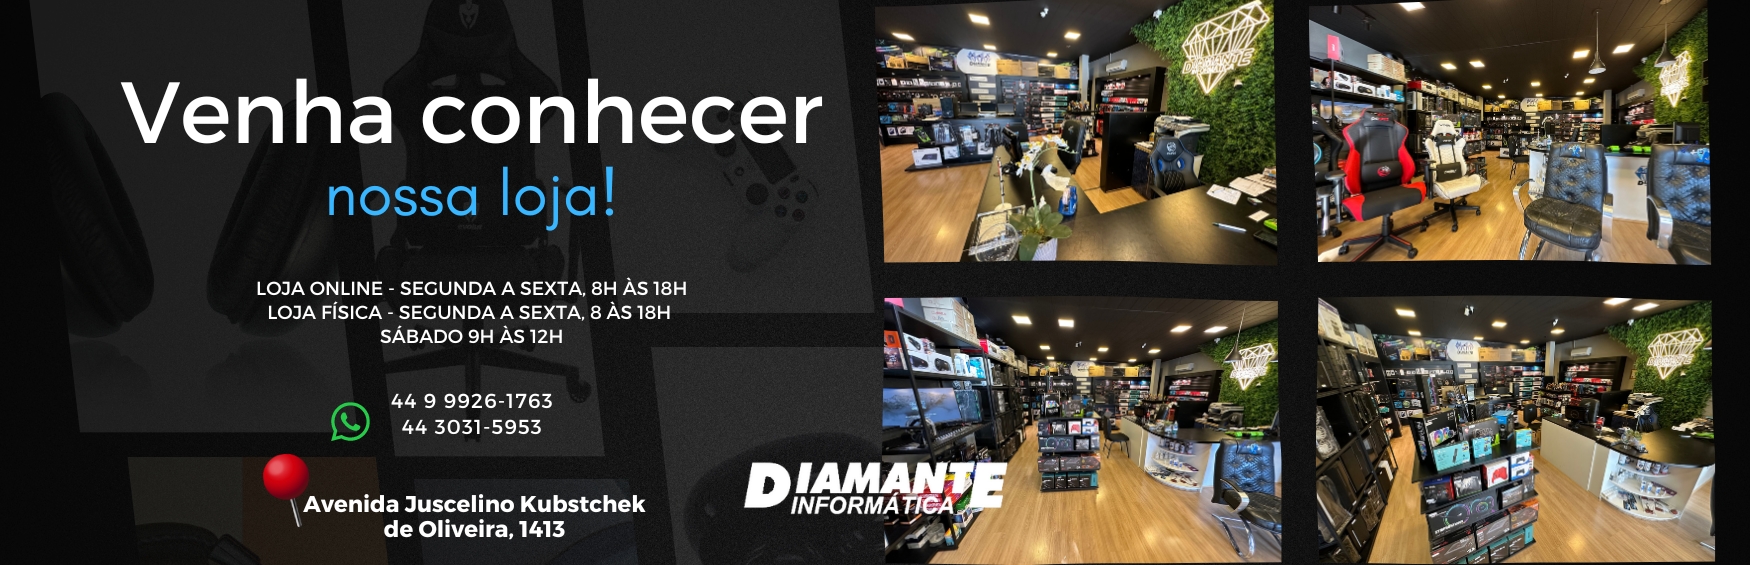 Venha conhecer
nossa loja!
LOJA ONLINE - SEGUNDA A SEXTA, 8H ÀS 18H
LOJA FÍSICA - SEGUNDA A SEXTA, 8 ÀS 18H
SÁBADO 9H ÀS 12H
44 9 9926-1763
44 3031-5953
Avenida Juscelino Kubstchek
de Oliveira, 1413
DIAMANTE
INFORMÁTICA
DIAMANTE